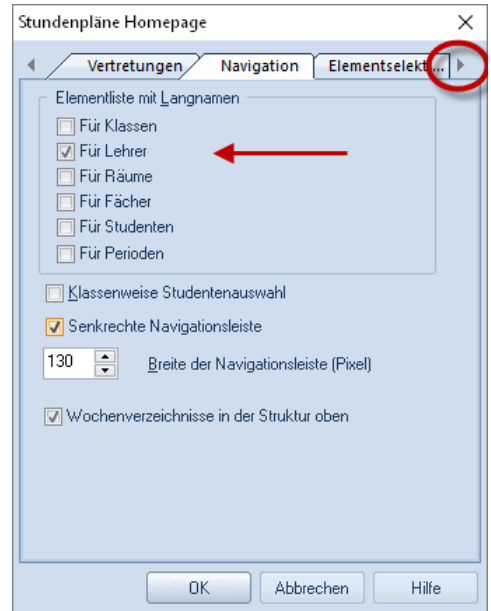 Stundenpläne Homepage
Vertretungen Navigation Elementselekt...
Elementliste mit Langnamen
Für Klassen
Für Lehrer
Für Räume
Für Fächer
Für Studenten
Für Perioden
Klassenweise Studentenauswahl
Senkrechte Navigationsleiste
130 Breite der Navigationsleiste (Pixel)
Wochenverzeichnisse in der Struktur oben
OK Abbrechen Hilfe